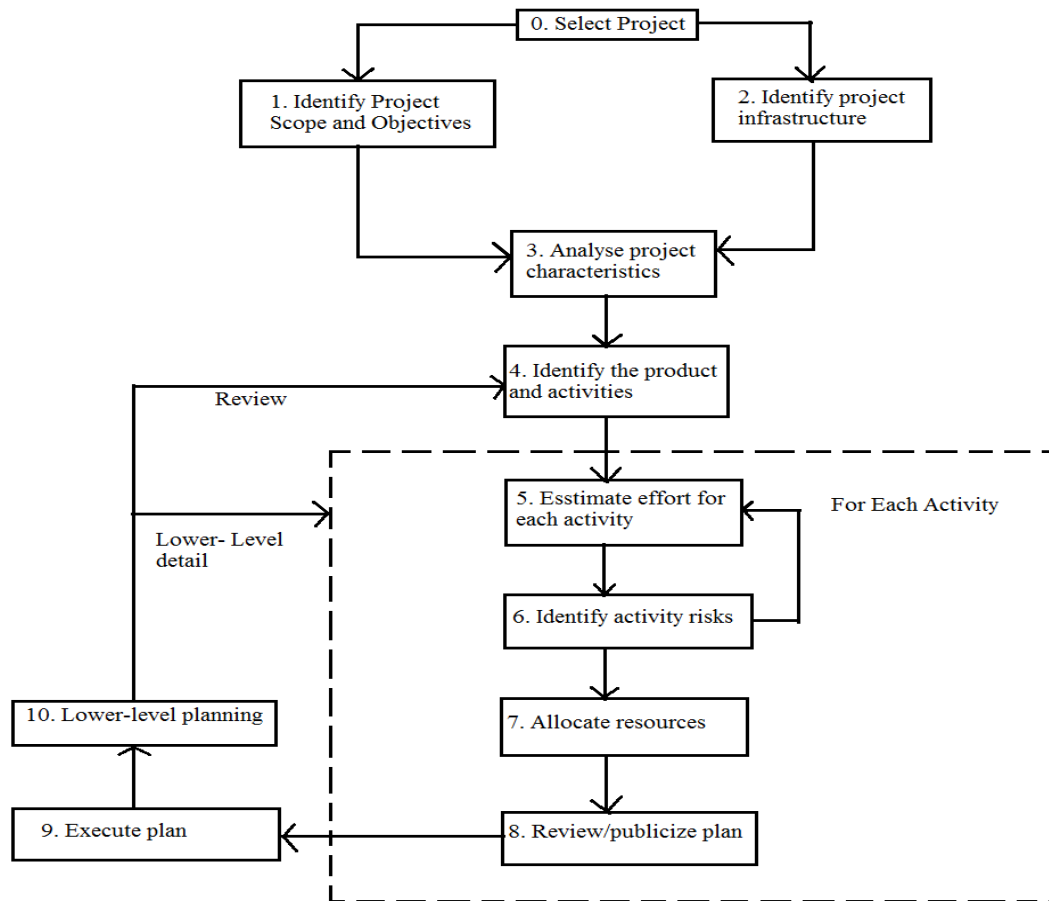 0. Select Project
1. Identify Project
Scope and Objectives
2. Identify project
infrastructure
3. Analyse project
characteristics
4. Identify the product
and activities
Review
5. Esstimate effort for
each activity
For Each Activity
Lower- Level
detail
6. Identify activity risks
10. Lower-level planning
7. Allocate resources
9. Execute plan
8. Review/publicize plan